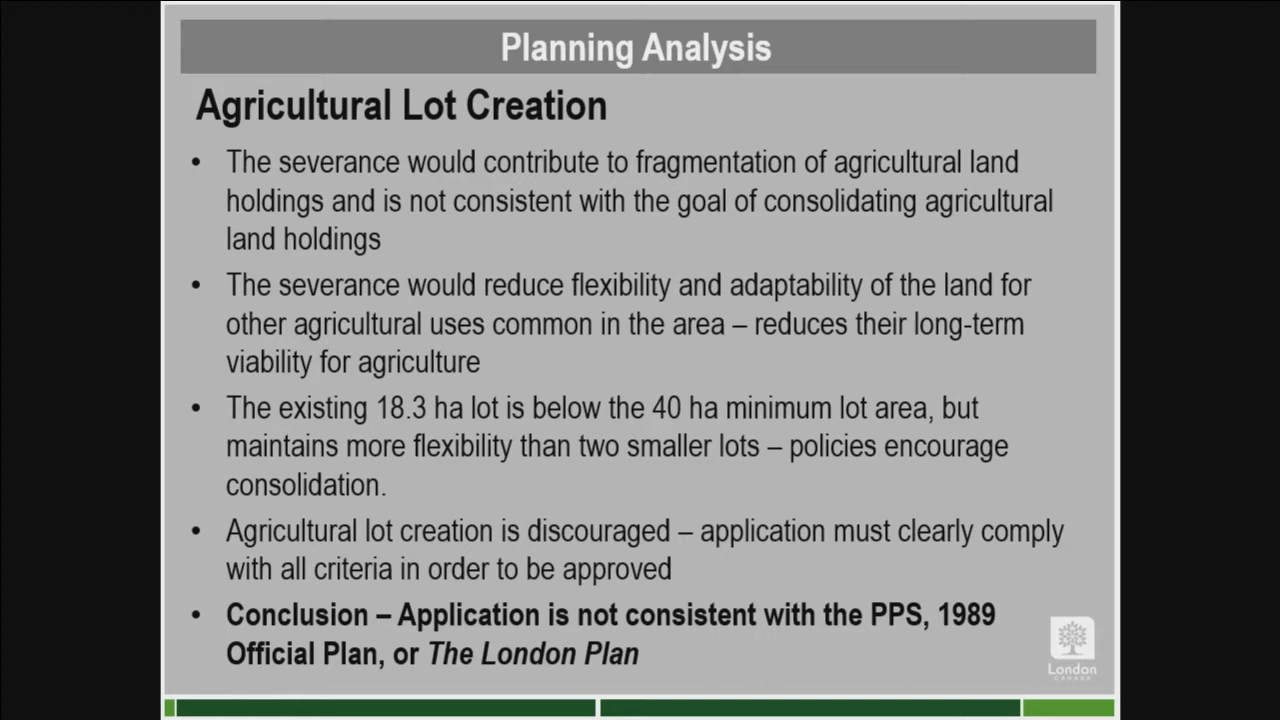 Planning Analysis
Agricultural Lot Creation
• The severance would contribute to fragmentation of agricultural land
holdings and is not consistent with the goal of consolidating agricultural
land holdings
• The severance would reduce flexibility and adaptability of the land for
other agricultural uses common in the area – reduces their long-term
viability for agriculture
• The existing 18.3 ha lot is below the 40 ha minimum lot area, but
maintains more flexibility than two smaller lots – policies encourage
consolidation.
• Agricultural lot creation is discouraged – application must clearly comply
with all criteria in order to be approved
• Conclusion – Application is not consistent with the PPS, 1989
Official Plan, or The London Plan
London
CANADA